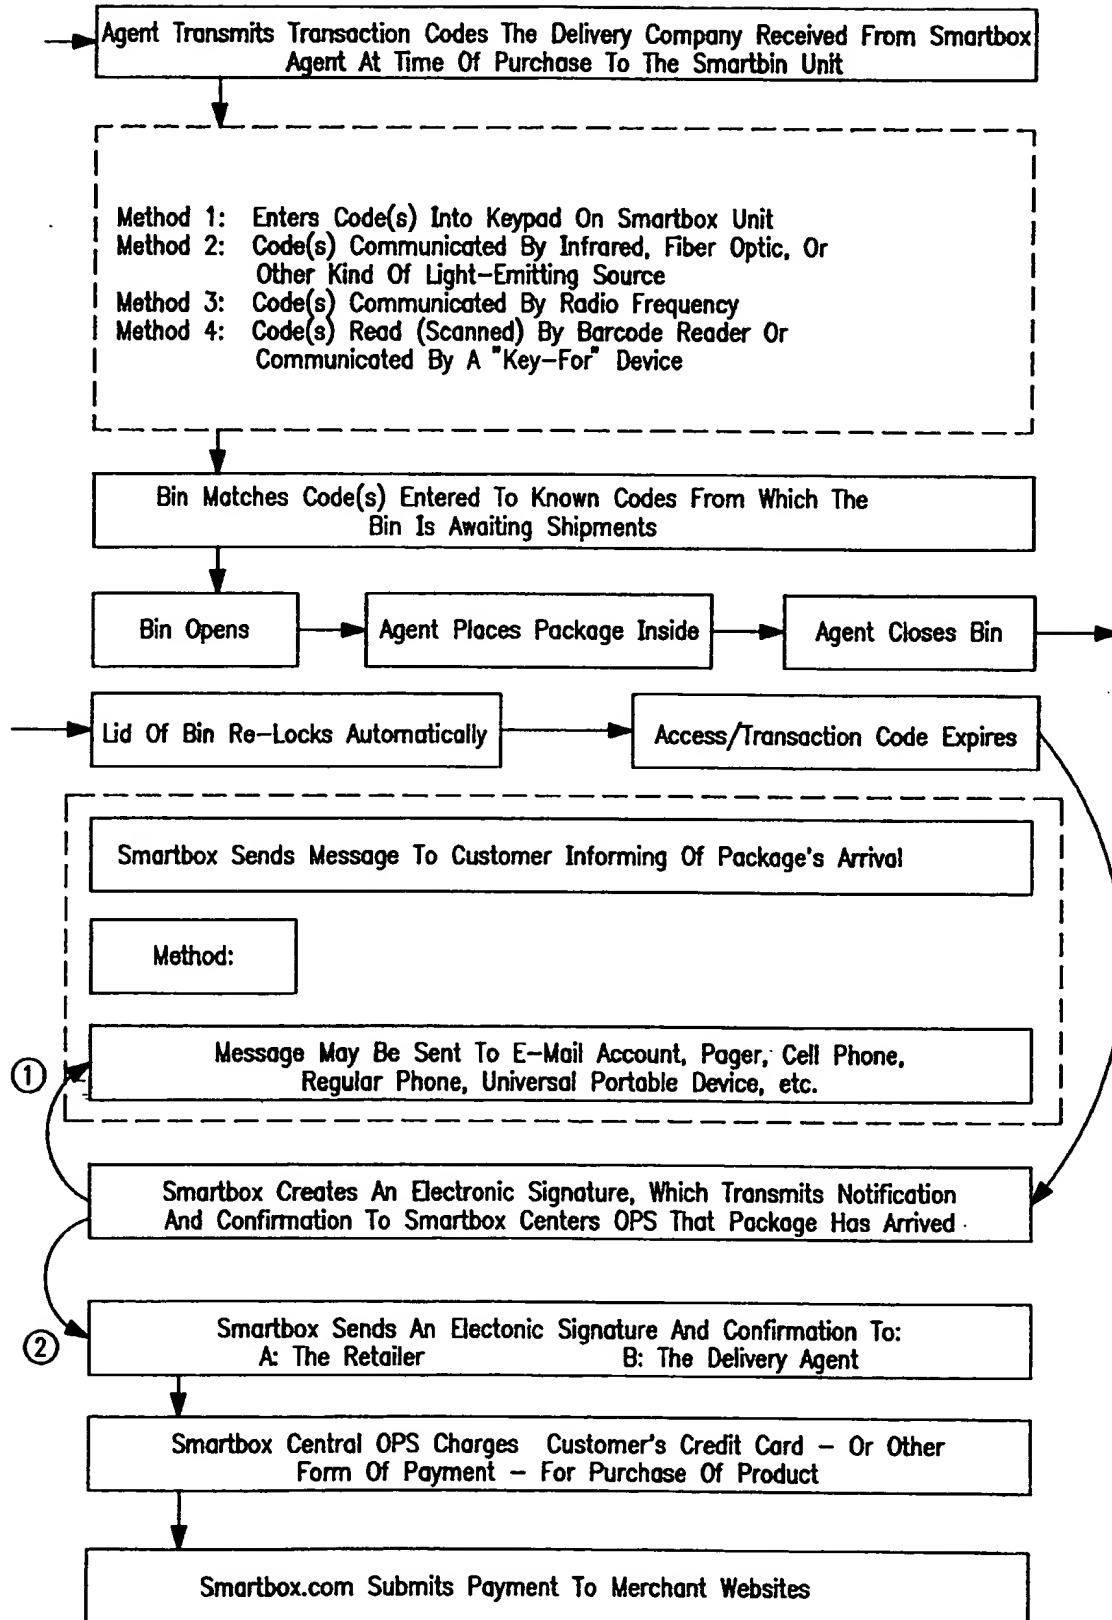 Agent Transmits Transaction Codes The Delivery Company Received From Smartbox
Agent At Time Of Purchase To The Smartbin Unit
Method 1: Enters Code(s) Into Keypad On Smartbox Unit
Method 2: Code(s) Communicated By Infrared, Fiber Optic, Or
Other Kind Of Light-Emitting Source
Method 3: Code(s) Communicated By Radio Frequency
Method 4: Code(s) Read (Scanned) By Barcode Reader Or
Communicated By A "Key-For" Device
Bin Matches Code(s) Entered To Known Codes From Which The
Bin Is Awaiting Shipments
Bin Opens
Agent Places Package Inside
Agent Closes Bin
Lid Of Bin Re-Locks Automatically
Access/Transaction Code Expires
Smartbox Sends Message To Customer Informing Of Package's Arrival
Method:
Message May Be Sent To E-Mail Account, Pager, Cell Phone,
Regular Phone, Universal Portable Device, etc.
1
Smartbox Creates An Electronic Signature, Which Transmits Notification
And Confirmation To Smartbox Centers OPS That Package Has Arrived
2
Smartbox Sends An Electonic Signature And Confirmation To:
A: The Retailer B: The Delivery Agent
Smartbox Central OPS Charges Customer's Credit Card - Or Other
Form Of Payment - For Purchase Of Product
Smartbox.com Submits Payment To Merchant Websites